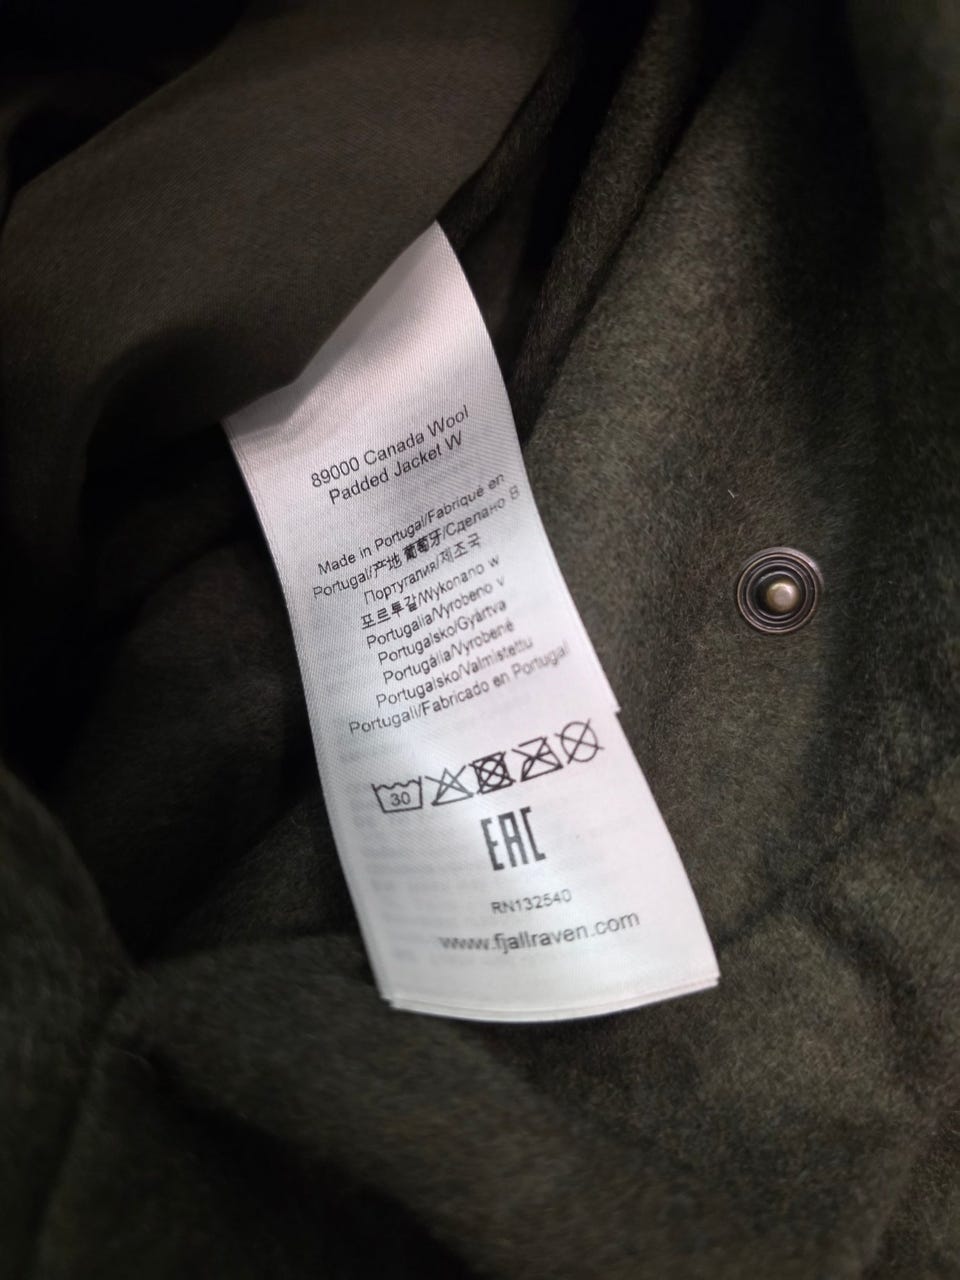 89000 Canada Wool
Padded Jacket W
Made in Portugal/Fabriqué en
Portugal/产地 葡萄牙/Сделано в
Португалия/제조국
포르투갈/Wykonano w
Portugalia/Vyrobeno v
Portugalsko/Gyártva
Portugália/Vyrobené
Portugalsko/Valmistettu
Portugali/Fabricado en Portugal
30
EAC
RN132540
www.fjallraven.com